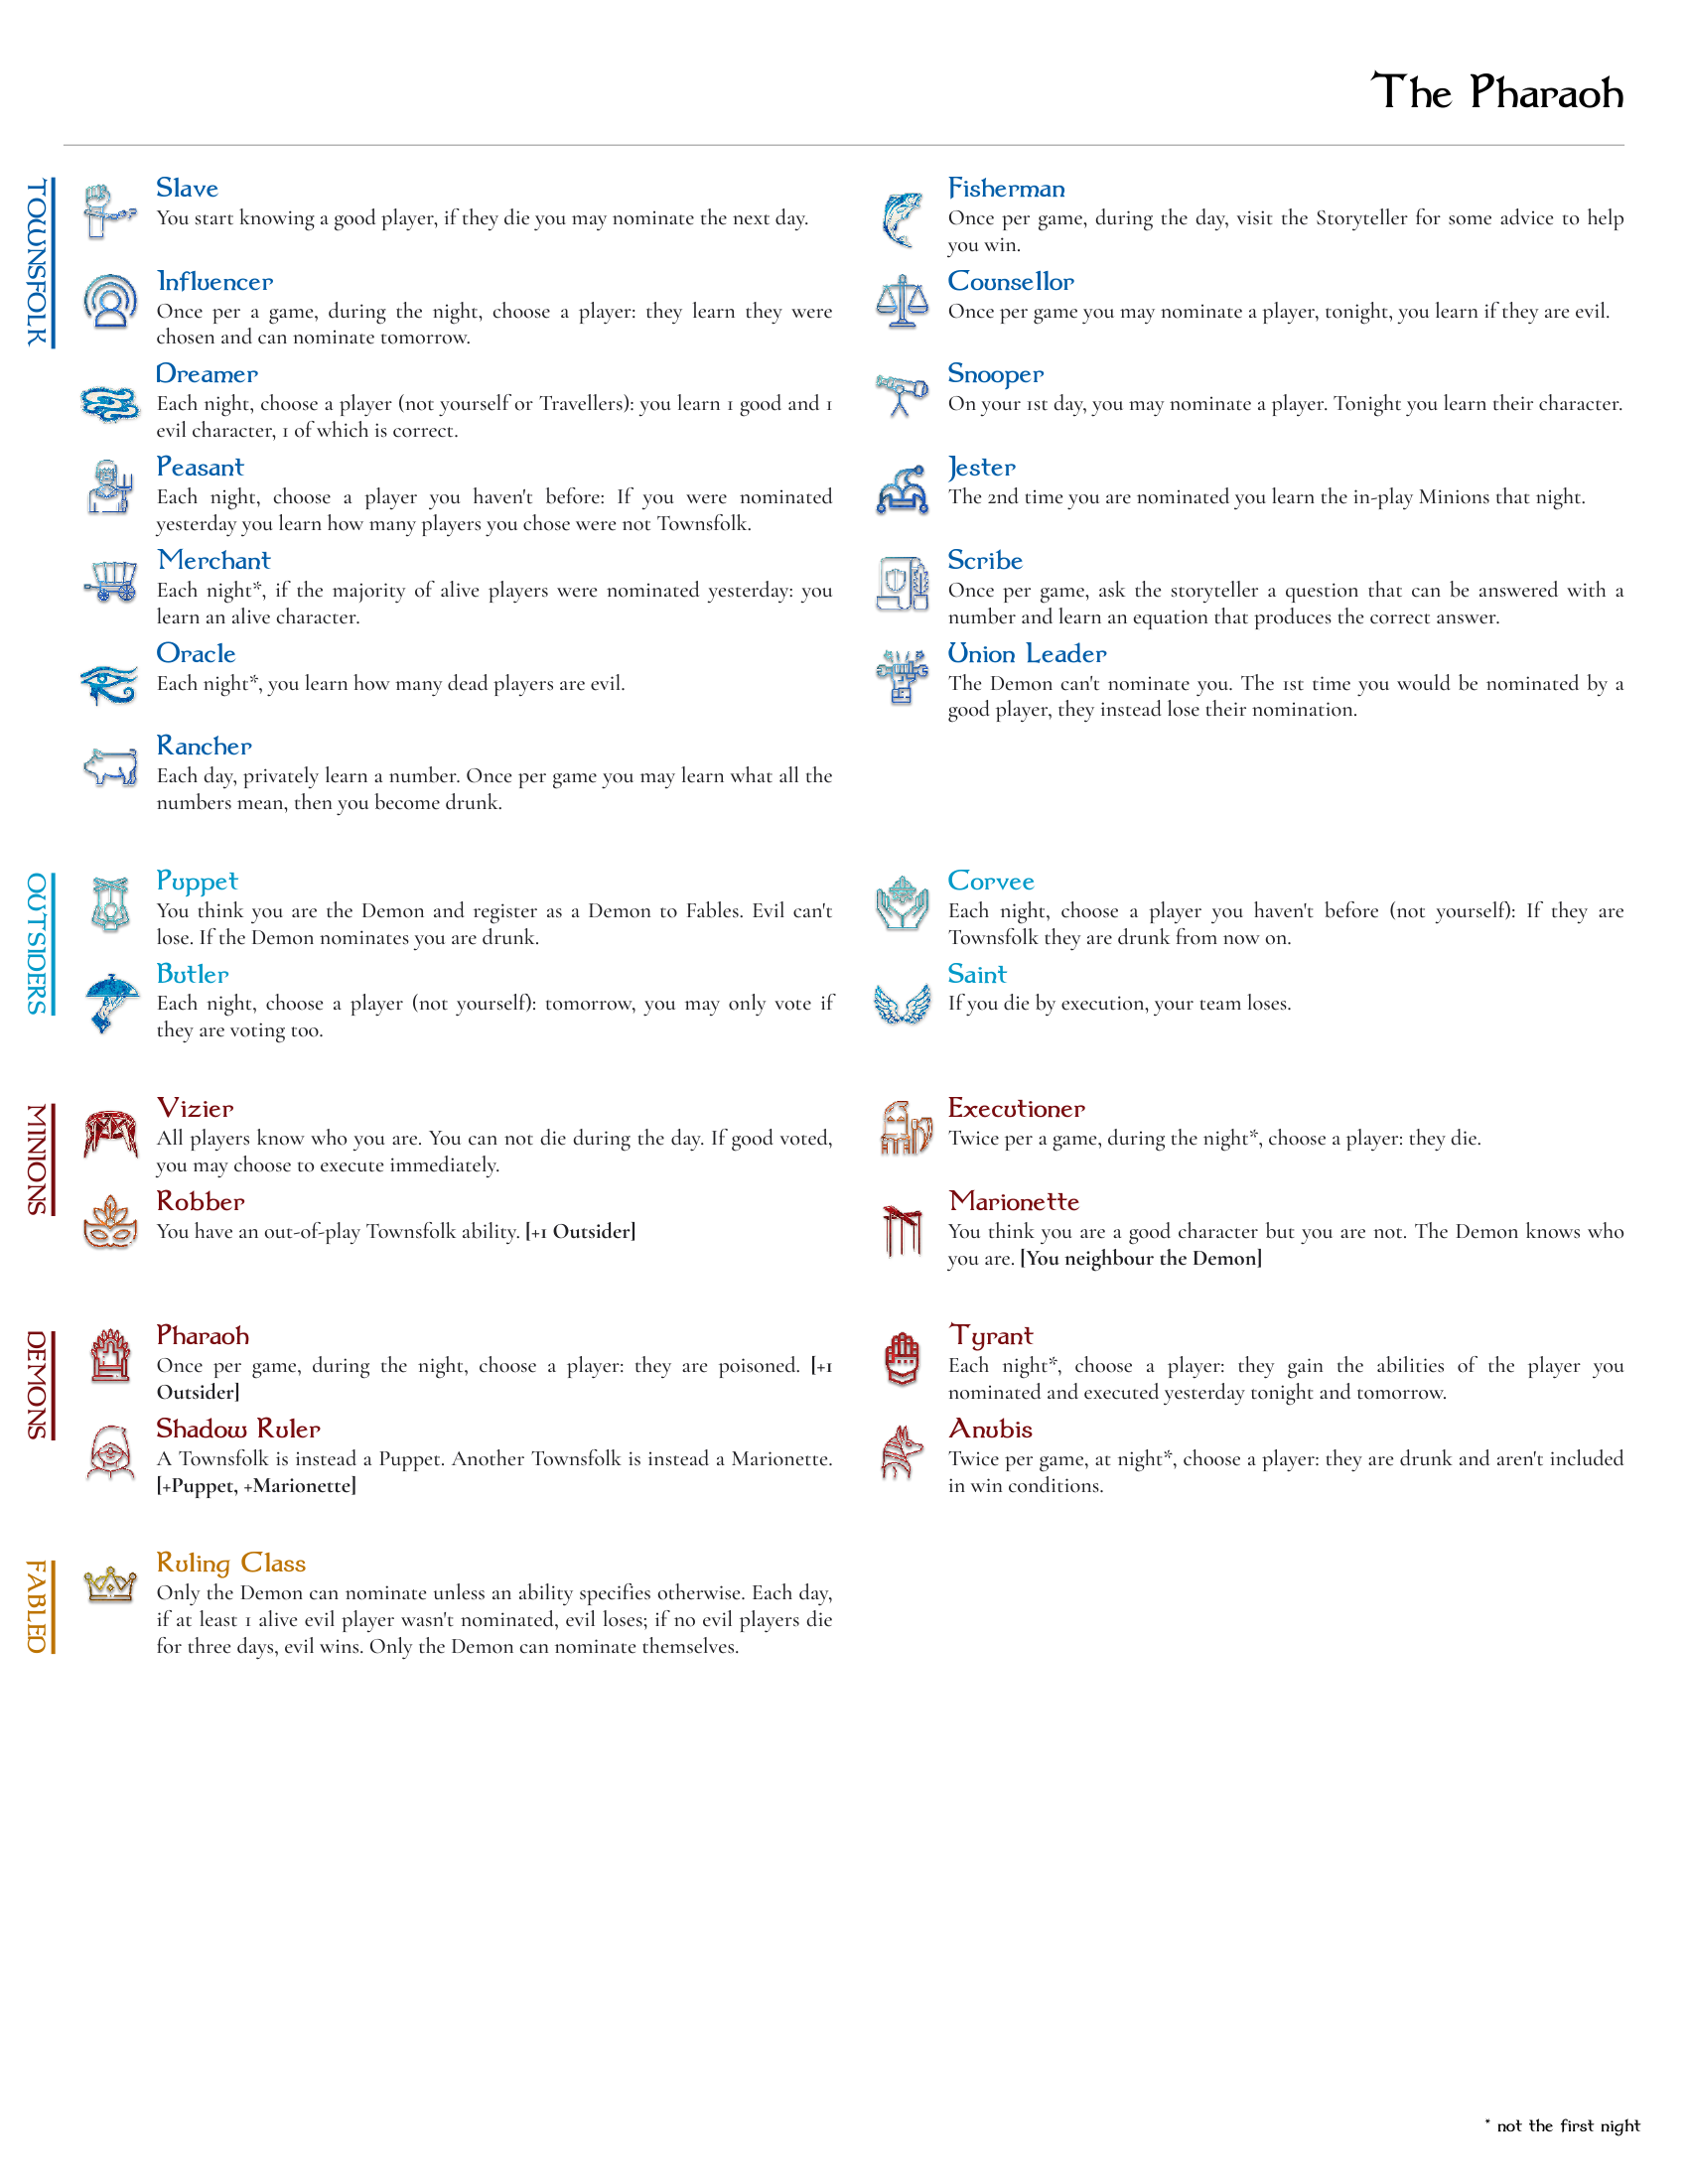 The Pharaoh
TOWNSFOLK
Slave
You start knowing a good player, if they die you may nominate the next day.
Influencer
Once per a game, during the night, choose a player: they learn they were
chosen and can nominate tomorrow.
Dreamer
Each night, choose a player (not yourself or Travellers): you learn 1 good and 1
evil character, 1 of which is correct.
Peasant
Each night, choose a player you haven't before: If you were nominated
yesterday you learn how many players you chose were not Townsfolk.
Merchant
Each night*, if the majority of alive players were nominated yesterday: you
learn an alive character.
Oracle
Each night*, you learn how many dead players are evil.
Rancher
Each day, privately learn a number. Once per game you may learn what all the
numbers mean, then you become drunk.
Fisherman
Once per game, during the day, visit the Storyteller for some advice to help
you win.
Counsellor
Once per game you may nominate a player, tonight, you learn if they are evil.
Snooper
On your 1st day, you may nominate a player. Tonight you learn their character.
Jester
The 2nd time you are nominated you learn the in-play Minions that night.
Scribe
Once per game, ask the storyteller a question that can be answered with a
number and learn an equation that produces the correct answer.
Union Leader
The Demon can't nominate you. The 1st time you would be nominated by a
good player, they instead lose their nomination.
OUTSIDERS
Puppet
You think you are the Demon and register as a Demon to Fables. Evil can't
lose. If the Demon nominates you are drunk.
Butler
Each night, choose a player (not yourself): tomorrow, you may only vote if
they are voting too.
Corvee
Each night, choose a player you haven't before (not yourself): If they are
Townsfolk they are drunk from now on.
Saint
If you die by execution, your team loses.
MINIONS
Vizier
All players know who you are. You can not die during the day. If good voted,
you may choose to execute immediately.
Robber
You have an out-of-play Townsfolk ability. [+1 Outsider]
Executioner
Twice per a game, during the night*, choose a player: they die.
Marionette
You think you are a good character but you are not. The Demon knows who
you are. [You neighbour the Demon]
DEMONS
Pharaoh
Once per game, during the night, choose a player: they are poisoned. [+1
Outsider]
Shadow Ruler
A Townsfolk is instead a Puppet. Another Townsfolk is instead a Marionette.
[+Puppet, +Marionette]
Tyrant
Each night*, choose a player: they gain the abilities of the player you
nominated and executed yesterday tonight and tomorrow.
Anubis
Twice per game, at night*, choose a player: they are drunk and aren't included
in win conditions.
FABLED
Ruling Class
Only the Demon can nominate unless an ability specifies otherwise. Each day,
if at least 1 alive evil player wasn't nominated, evil loses; if no evil players die
for three days, evil wins. Only the Demon can nominate themselves.
* not the first night